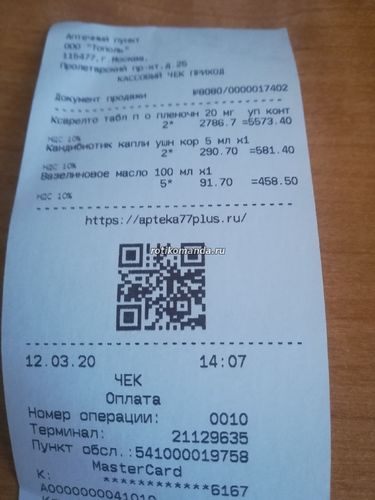 Аптечный пункт
ООО "Тополь"
115477,г.Москва,
Пролетарский пр-кт,д 25
КАССОВЫЙ ЧЕК ПРИХОД
Документ продажи №8080/0000017402
Ксарелто табл п о пленочн 20 мг уп конт
2* 2786.7 =5573.40
НДС 10%
Кандибиотик капли ушн кор 5 мл x1
2* 290.70 =581.40
НДС 10%
Вазелиновое масло 100 мл x1
5* 91.70 =458.50
НДС 10%
https://apteka77plus.ru/
rotikomanda.ru
12.03.20 14:07
ЧЕК
Оплата
Номер операции: 0010
Терминал: 21129635
Пункт обсл.:541000019758
MasterCard
К: ************6167